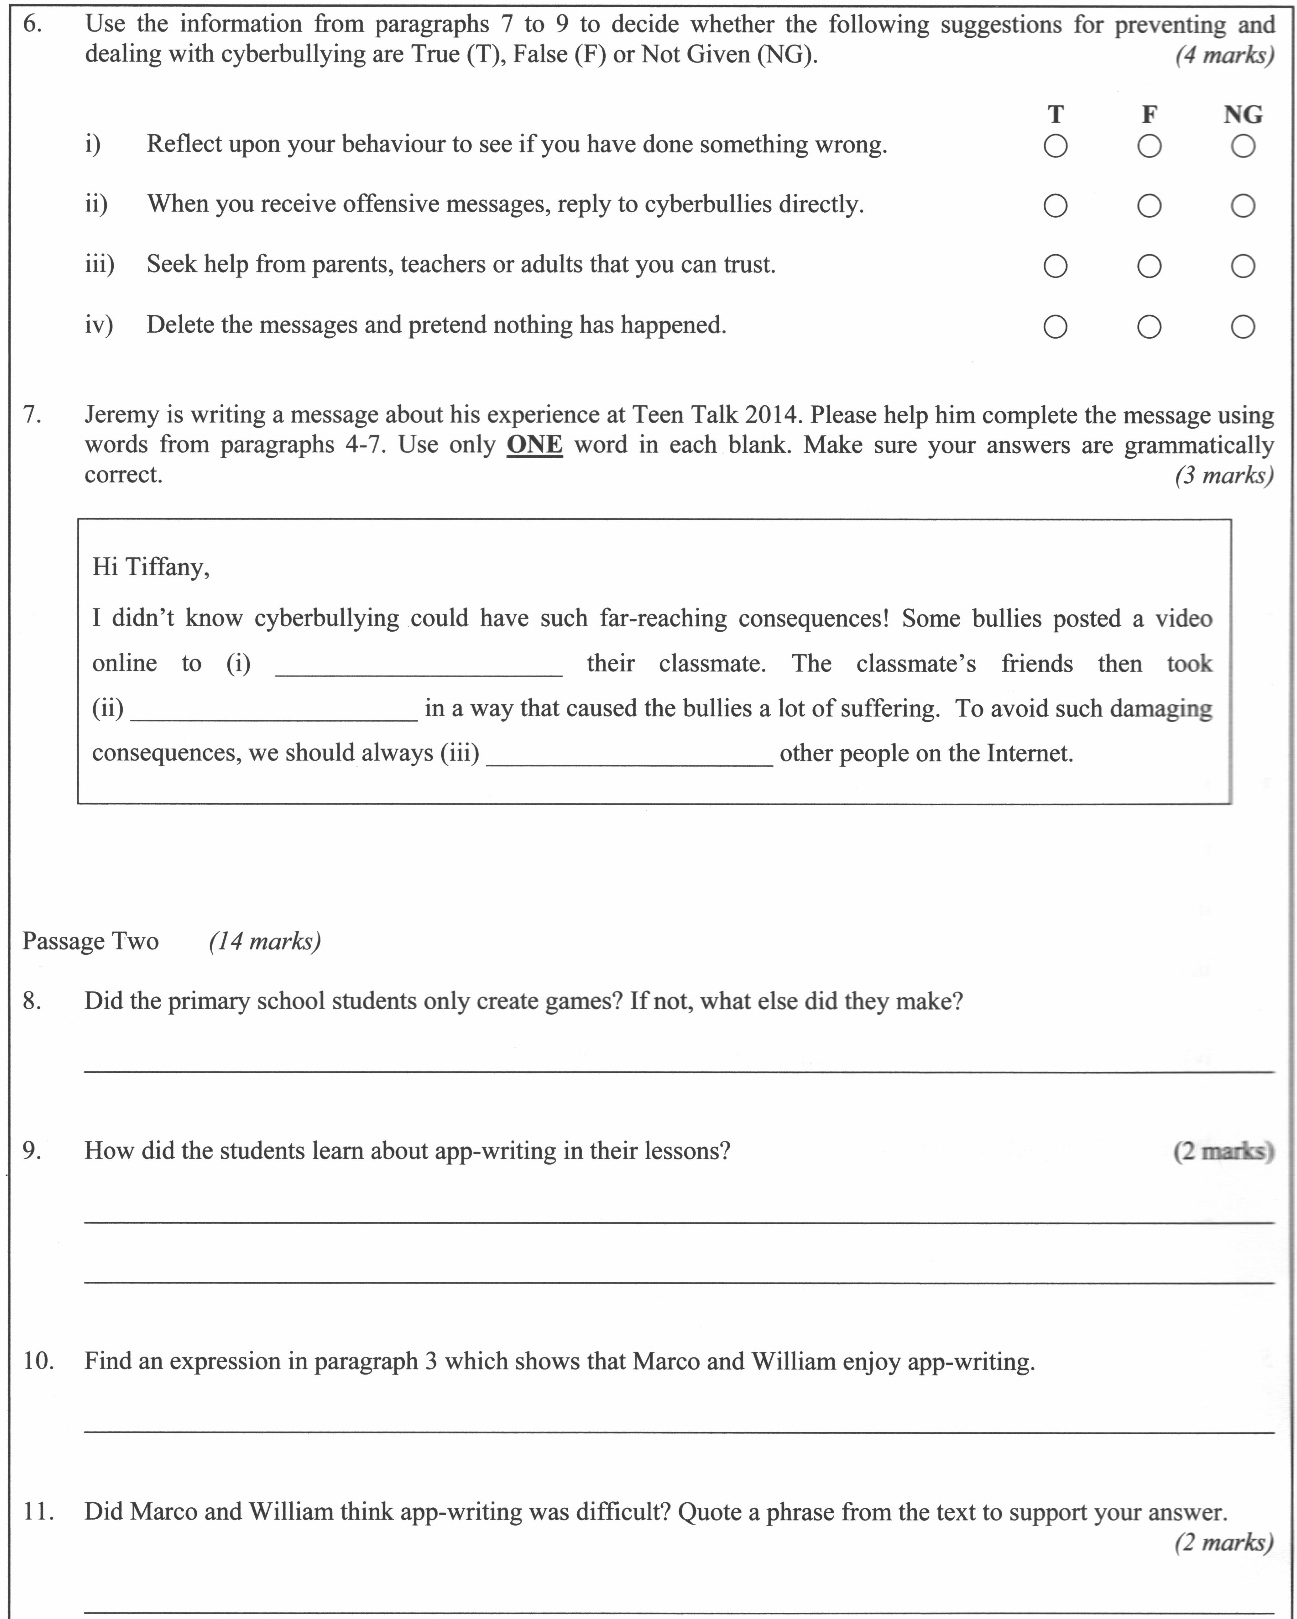 6. Use the information from paragraphs 7 to 9 to decide whether the following suggestions for preventing and
dealing with cyberbullying are True (T), False (F) or Not Given (NG). (4 marks)
T F NG
i) Reflect upon your behaviour to see if you have done something wrong.
ii) When you receive offensive messages, reply to cyberbullies directly.
iii) Seek help from parents, teachers or adults that you can trust.
iv) Delete the messages and pretend nothing has happened.
7. Jeremy is writing a message about his experience at Teen Talk 2014. Please help him complete the message using
words from paragraphs 4-7. Use only ONE word in each blank. Make sure your answers are grammatically
correct. (3 marks)
Hi Tiffany,
I didn't know cyberbullying could have such far-reaching consequences! Some bullies posted a video
online to (i) ______ their classmate. The classmate's friends then took
(ii) ______ in a way that caused the bullies a lot of suffering. To avoid such damaging
consequences, we should always (iii) ______ other people on the Internet.
Passage Two (14 marks)
8. Did the primary school students only create games? If not, what else did they make?
9. How did the students learn about app-writing in their lessons? (2 marks)
10. Find an expression in paragraph 3 which shows that Marco and William enjoy app-writing.
11. Did Marco and William think app-writing was difficult? Quote a phrase from the text to support your answer.
(2 marks)